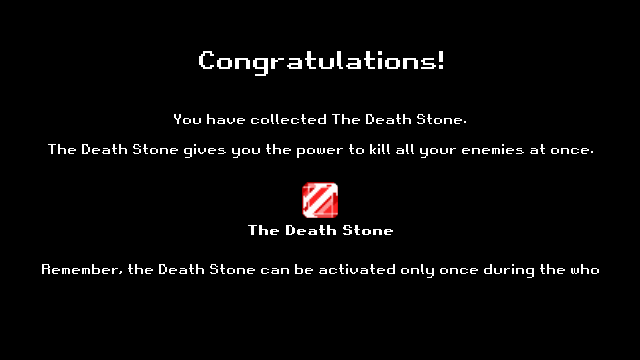 Congratulations!
You have collected The Death Stone.
The Death Stone gives you the power to kill all your enemies at once.
The Death Stone
Remember, the Death Stone can be activated only once during the who